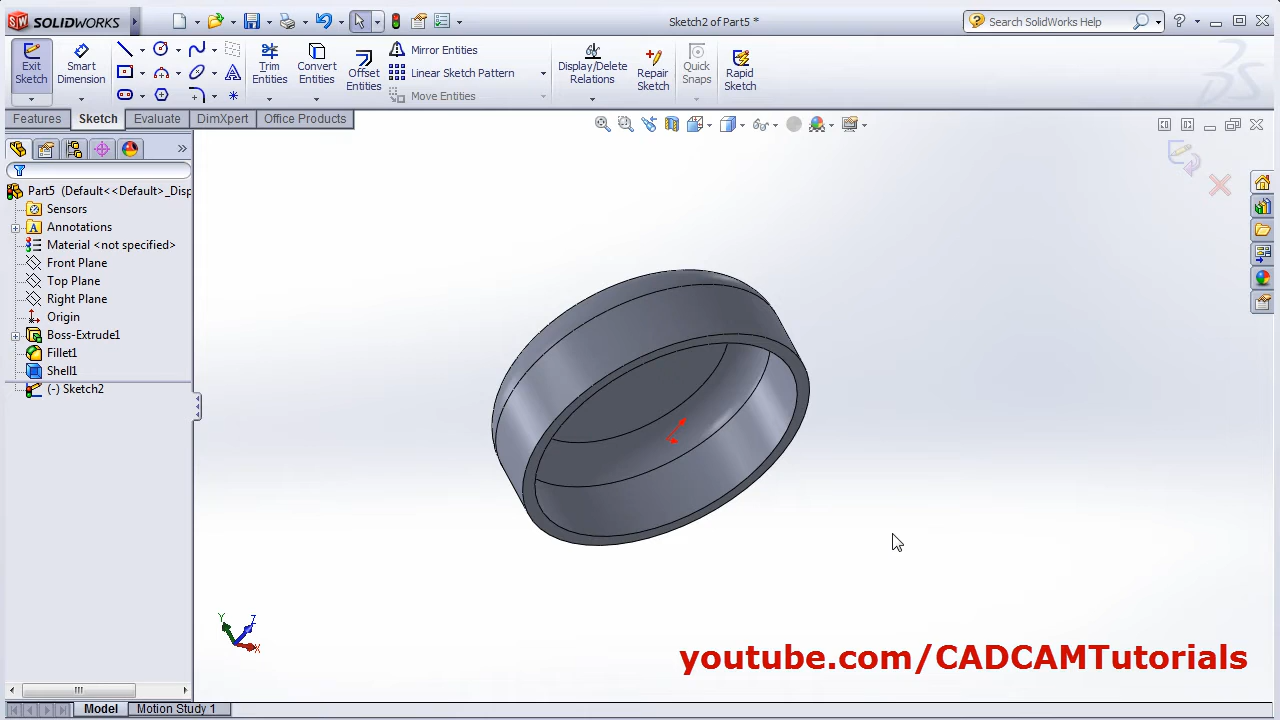 SOLIDWORKS
Sketch2 of Part5 *
Search SolidWorks Help
Exit Sketch
Smart Dimension
Trim Entities
Convert Entities
Offset Entities
Mirror Entities
Linear Sketch Pattern
Move Entities
Display/Delete Relations
Repair Sketch
Quick Snaps
Rapid Sketch
Features
Sketch
Evaluate
DimXpert
Office Products
Part5 (Default<<Default>_Disp
Sensors
Annotations
Material <not specified>
Front Plane
Top Plane
Right Plane
Origin
Boss-Extrude1
Fillet1
Shell1
(-) Sketch2
Y
Z
X
youtube.com/CADCAMTutorials
Model
Motion Study 1